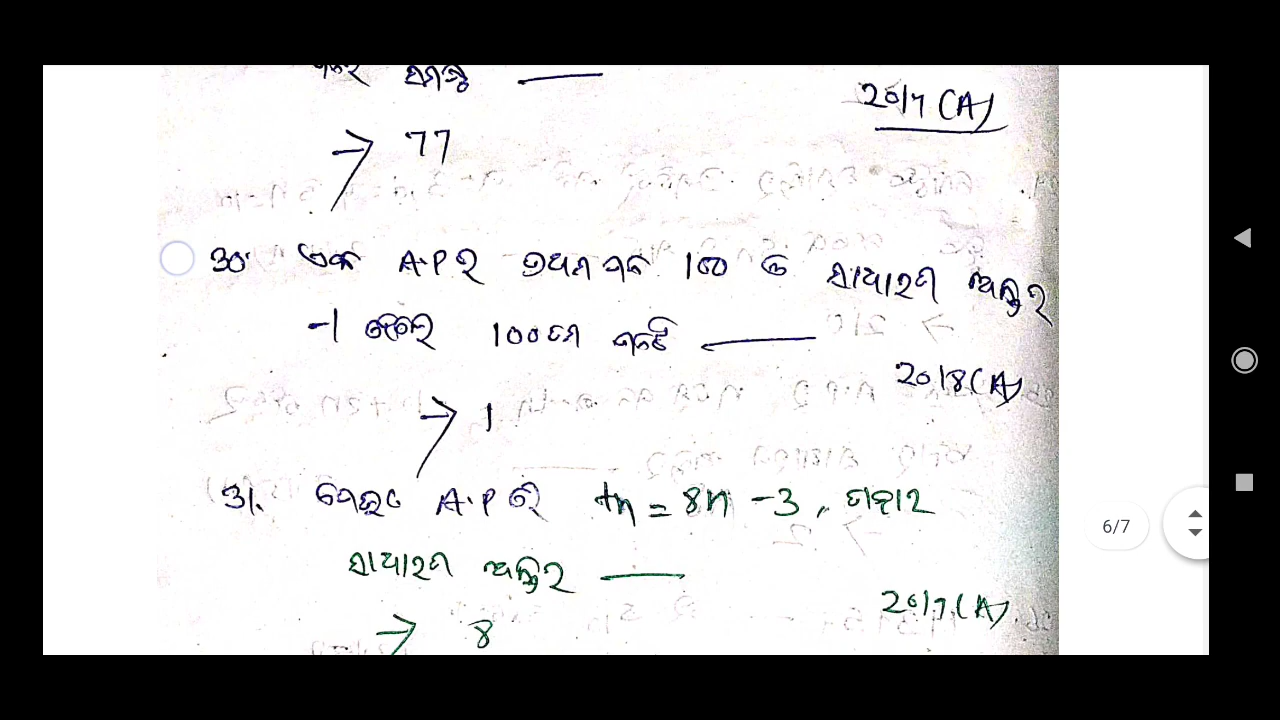 2017 (A)
→ 77
30. ଏକ A.P ର ପ୍ରଥମ ପଦ 100 ଓ ସାଧାରଣ ଅନ୍ତର
-1 ହେଲେ 100ତମ ପଦଟି ———
2018(A)
→ 1
31. ଯେଉଁ A.P ରେ tn = 8n - 3, ତାହାର
ସାଧାରଣ ଅନ୍ତର ———
2017(A)
→ 8
6/7